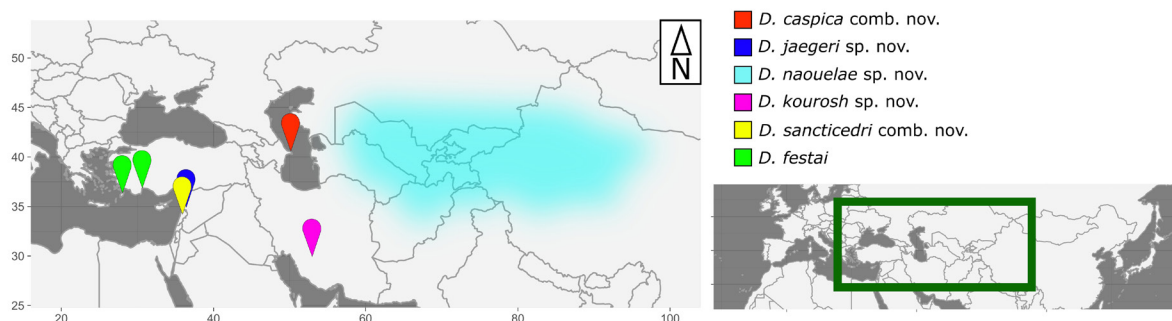 50
45
40
35
30
25
20
40
60
80
100
N
D. caspica comb. nov.
D. jaegeri sp. nov.
D. naouelae sp. nov.
D. kourosh sp. nov.
D. sancticedri comb. nov.
D. festai